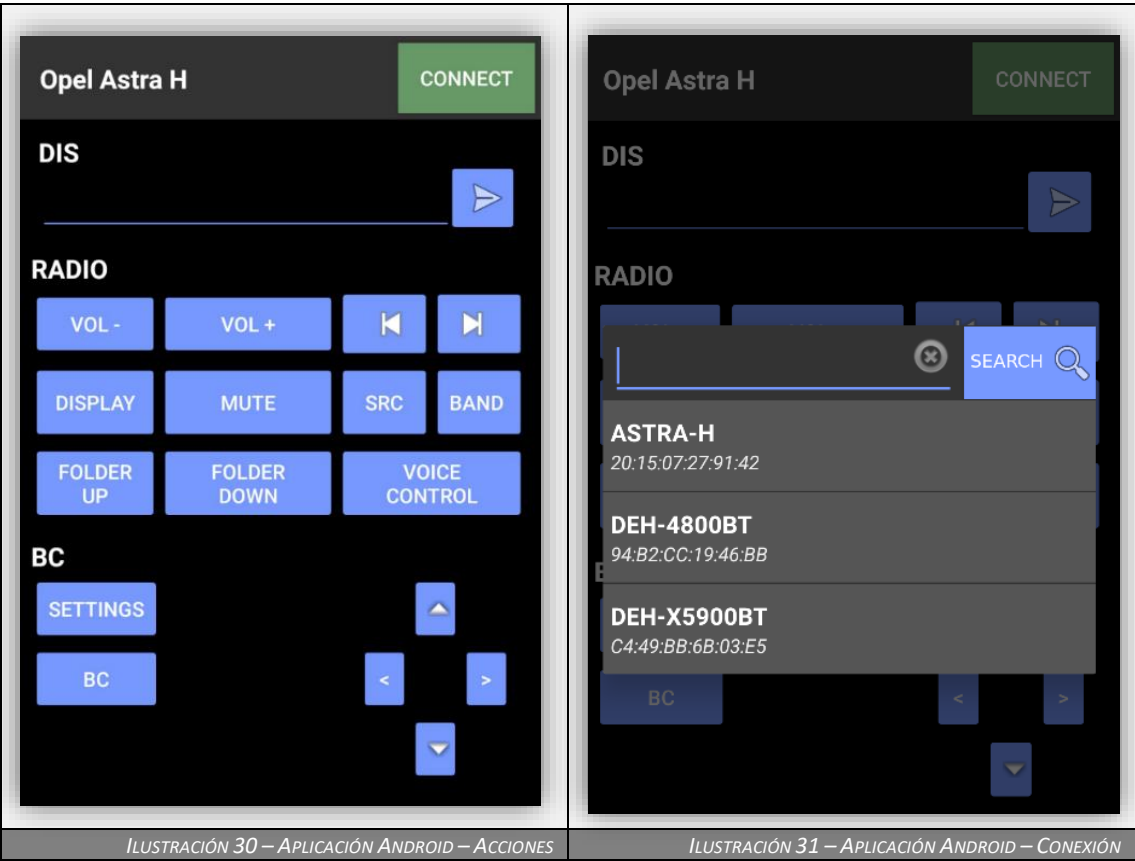 Opel Astra H
CONNECT
DIS
RADIO
VOL -
VOL +
DISPLAY
MUTE
SRC
BAND
FOLDER
UP
FOLDER
DOWN
VOICE
CONTROL
BC
SETTINGS
BC
<
>
ILUSTRACIÓN 30 – APLICACIÓN ANDROID – ACCIONES
Opel Astra H
CONNECT
DIS
RADIO
SEARCH
ASTRA-H
20:15:07:27:91:42
DEH-4800BT
94:B2:CC:19:46:BB
DEH-X5900BT
C4:49:BB:6B:03:E5
BC
<
>
ILUSTRACIÓN 31 – APLICACIÓN ANDROID – CONEXIÓN